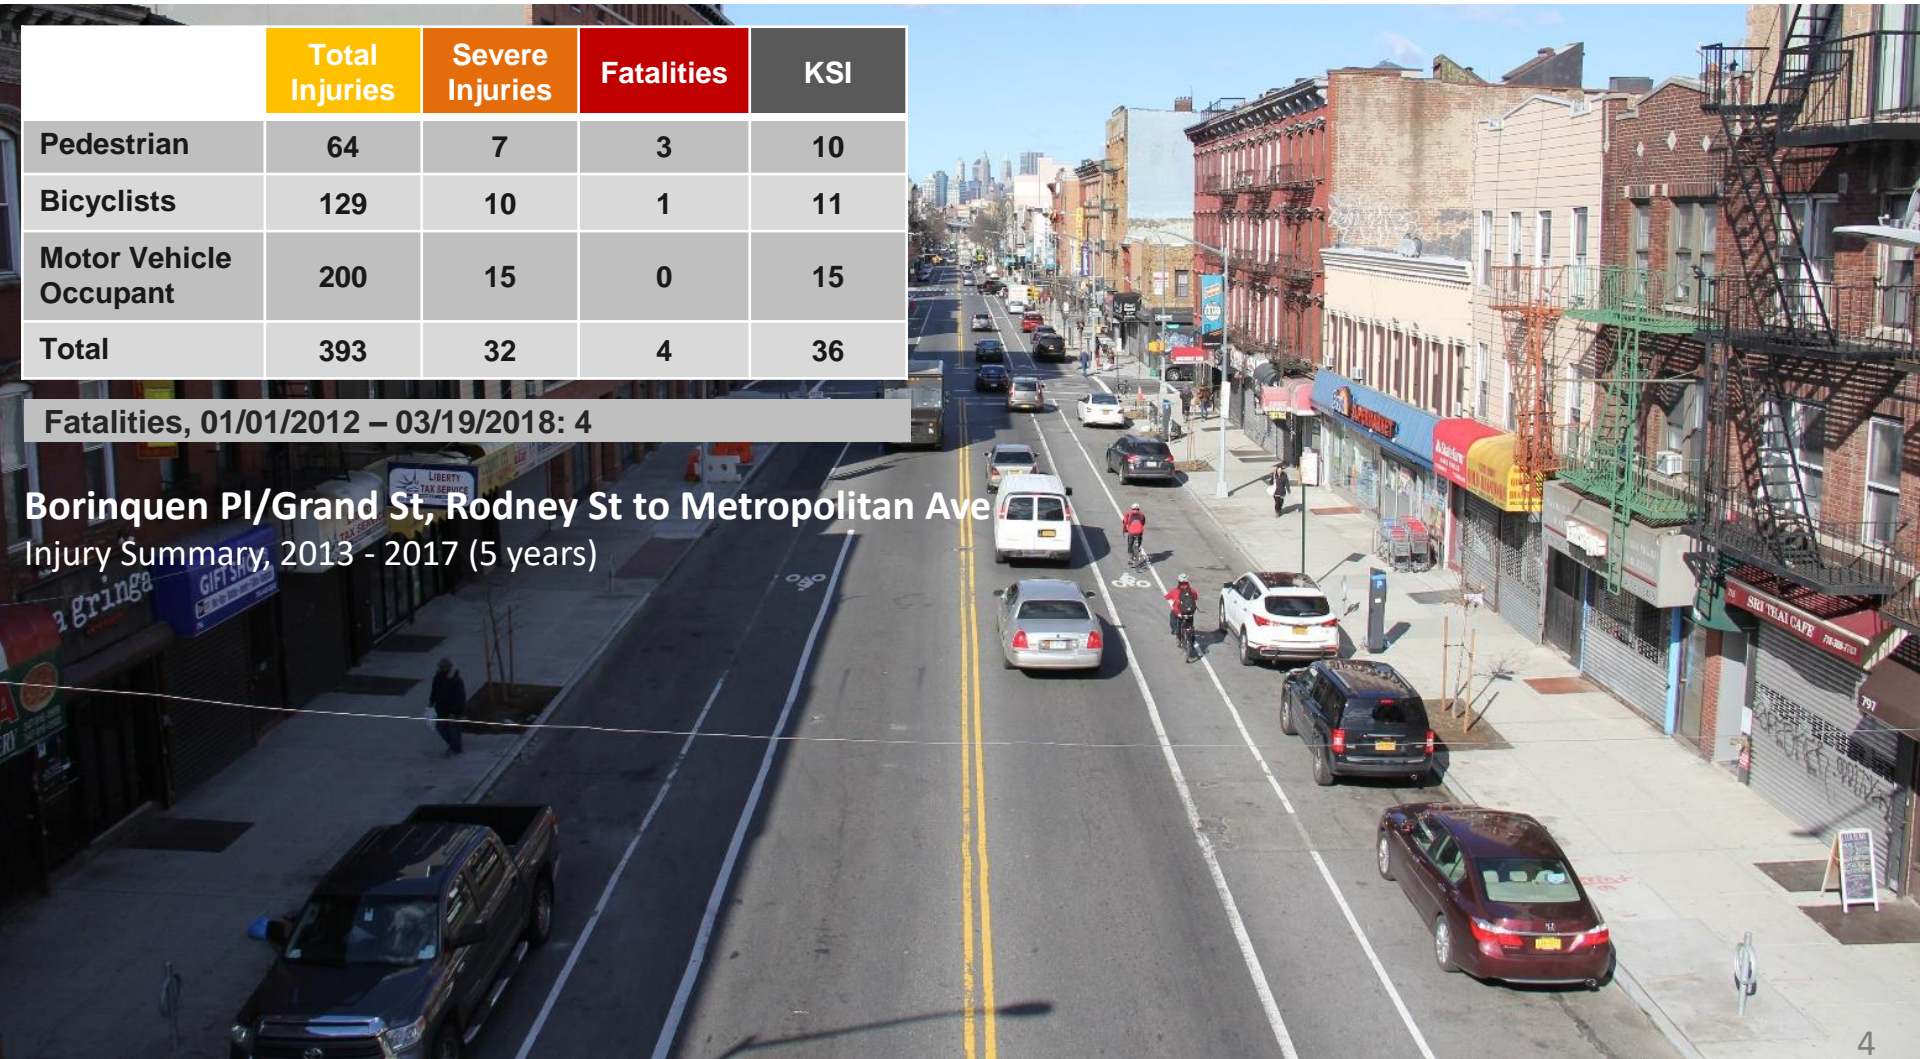 Total Injuries Severe Injuries Fatalities KSI
Pedestrian 64 7 3 10
Bicyclists 129 10 1 11
Motor Vehicle Occupant 200 15 0 15
Total 393 32 4 36
Fatalities, 01/01/2012 – 03/19/2018: 4
Borinquen Pl/Grand St, Rodney St to Metropolitan Ave
Injury Summary, 2013 - 2017 (5 years)
LIBERTY
TAX SERVICE
a gringa
GIFT SHOP
SUPERMARKET
P
SRI THAI CAFE
797
4